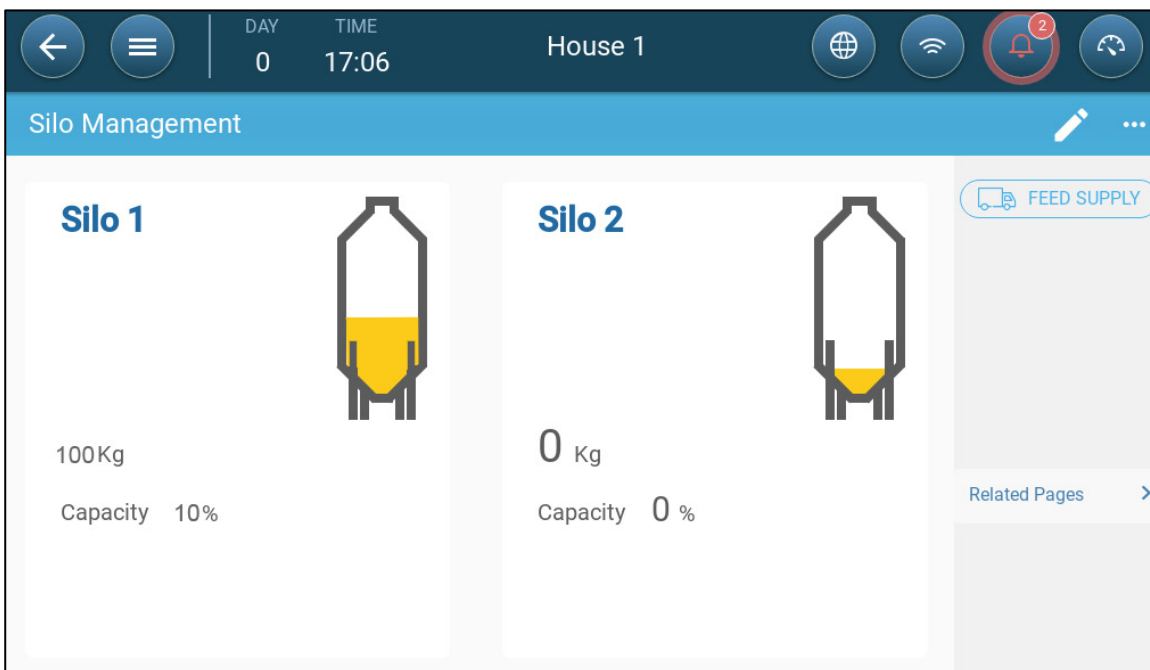 DAY TIME
0 17:06
House 1
2
Silo Management
Silo 1
100Kg
Capacity 10%
Silo 2
0 Kg
Capacity 0 %
FEED SUPPLY
Related Pages